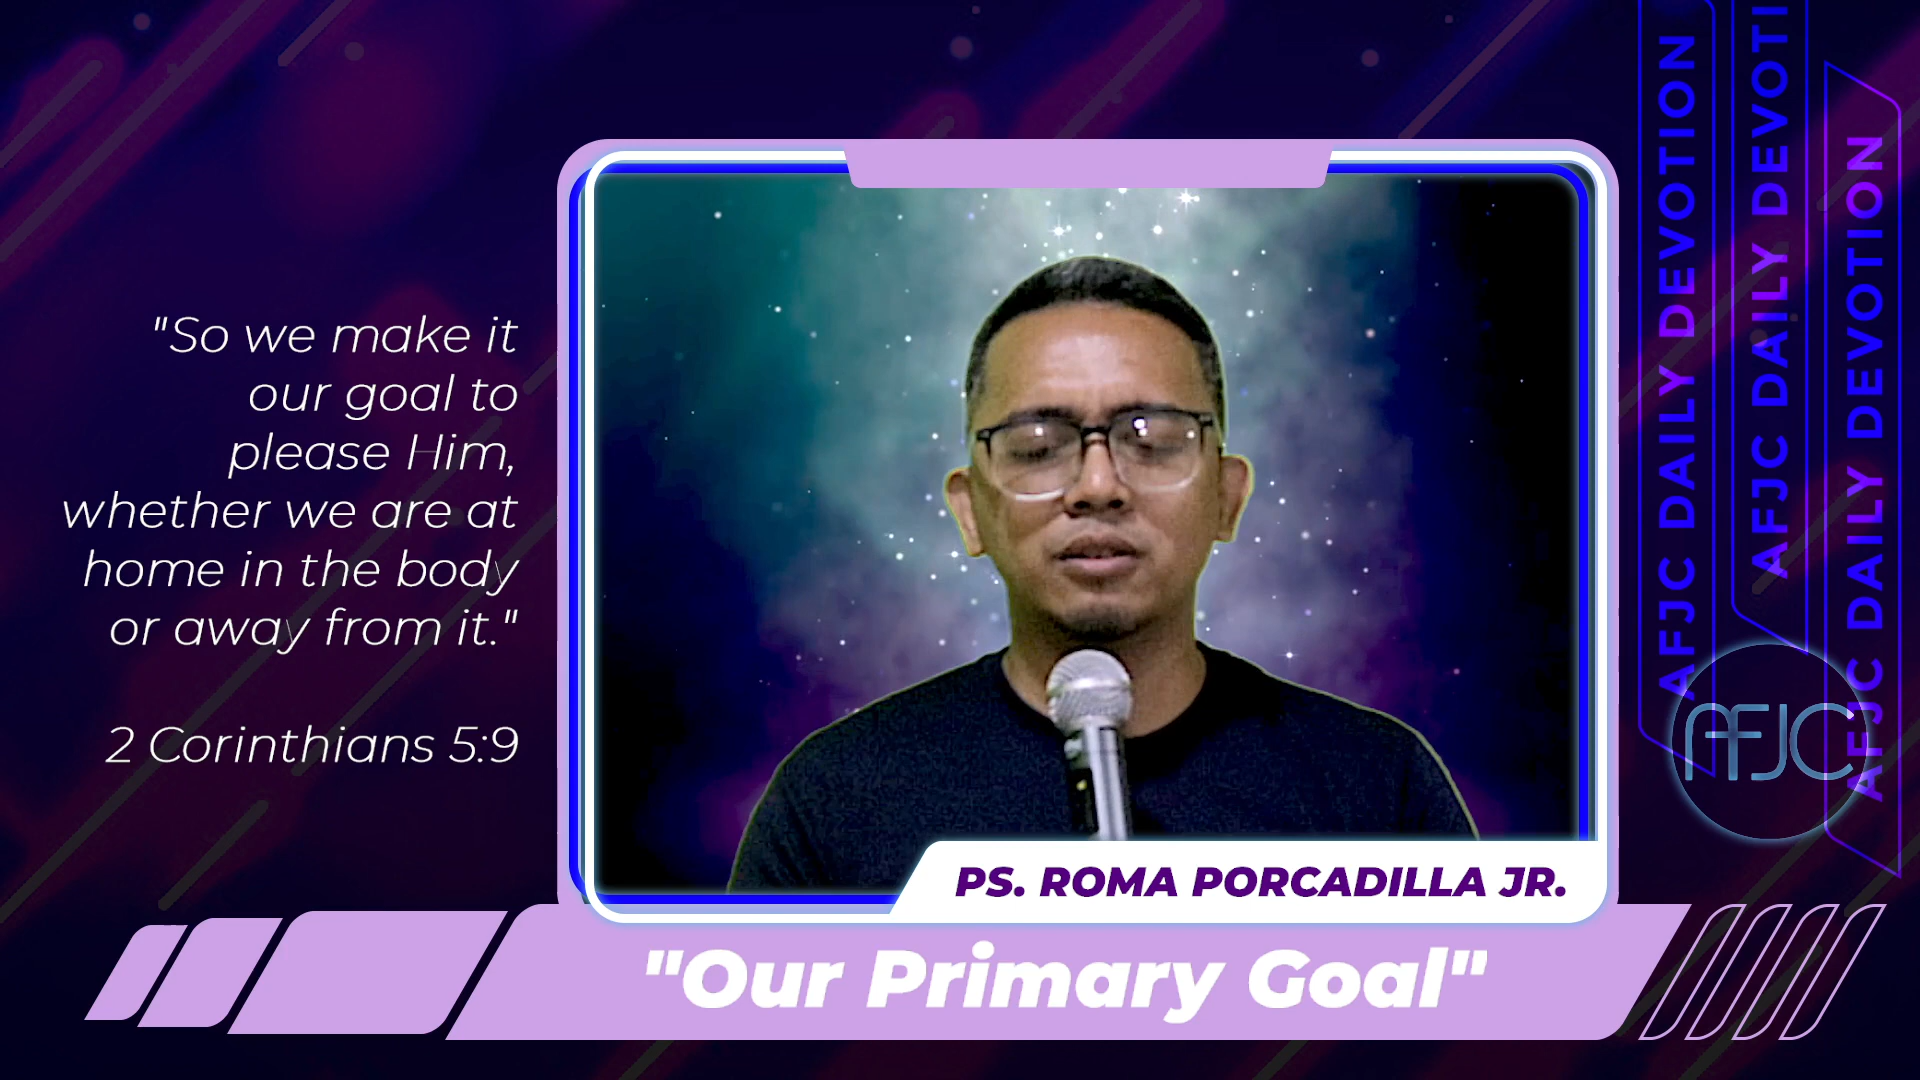 "So we make it
our goal to
please Him,
whether we are at
home in the body
or away from it."
2 Corinthians 5:9
PS. ROMA PORCADILLA JR.
"Our Primary Goal"
AFJC DAILY DEVOTION
AFJC DAILY DEVOTI
AFJC DAILY DEVOTION
AFJC